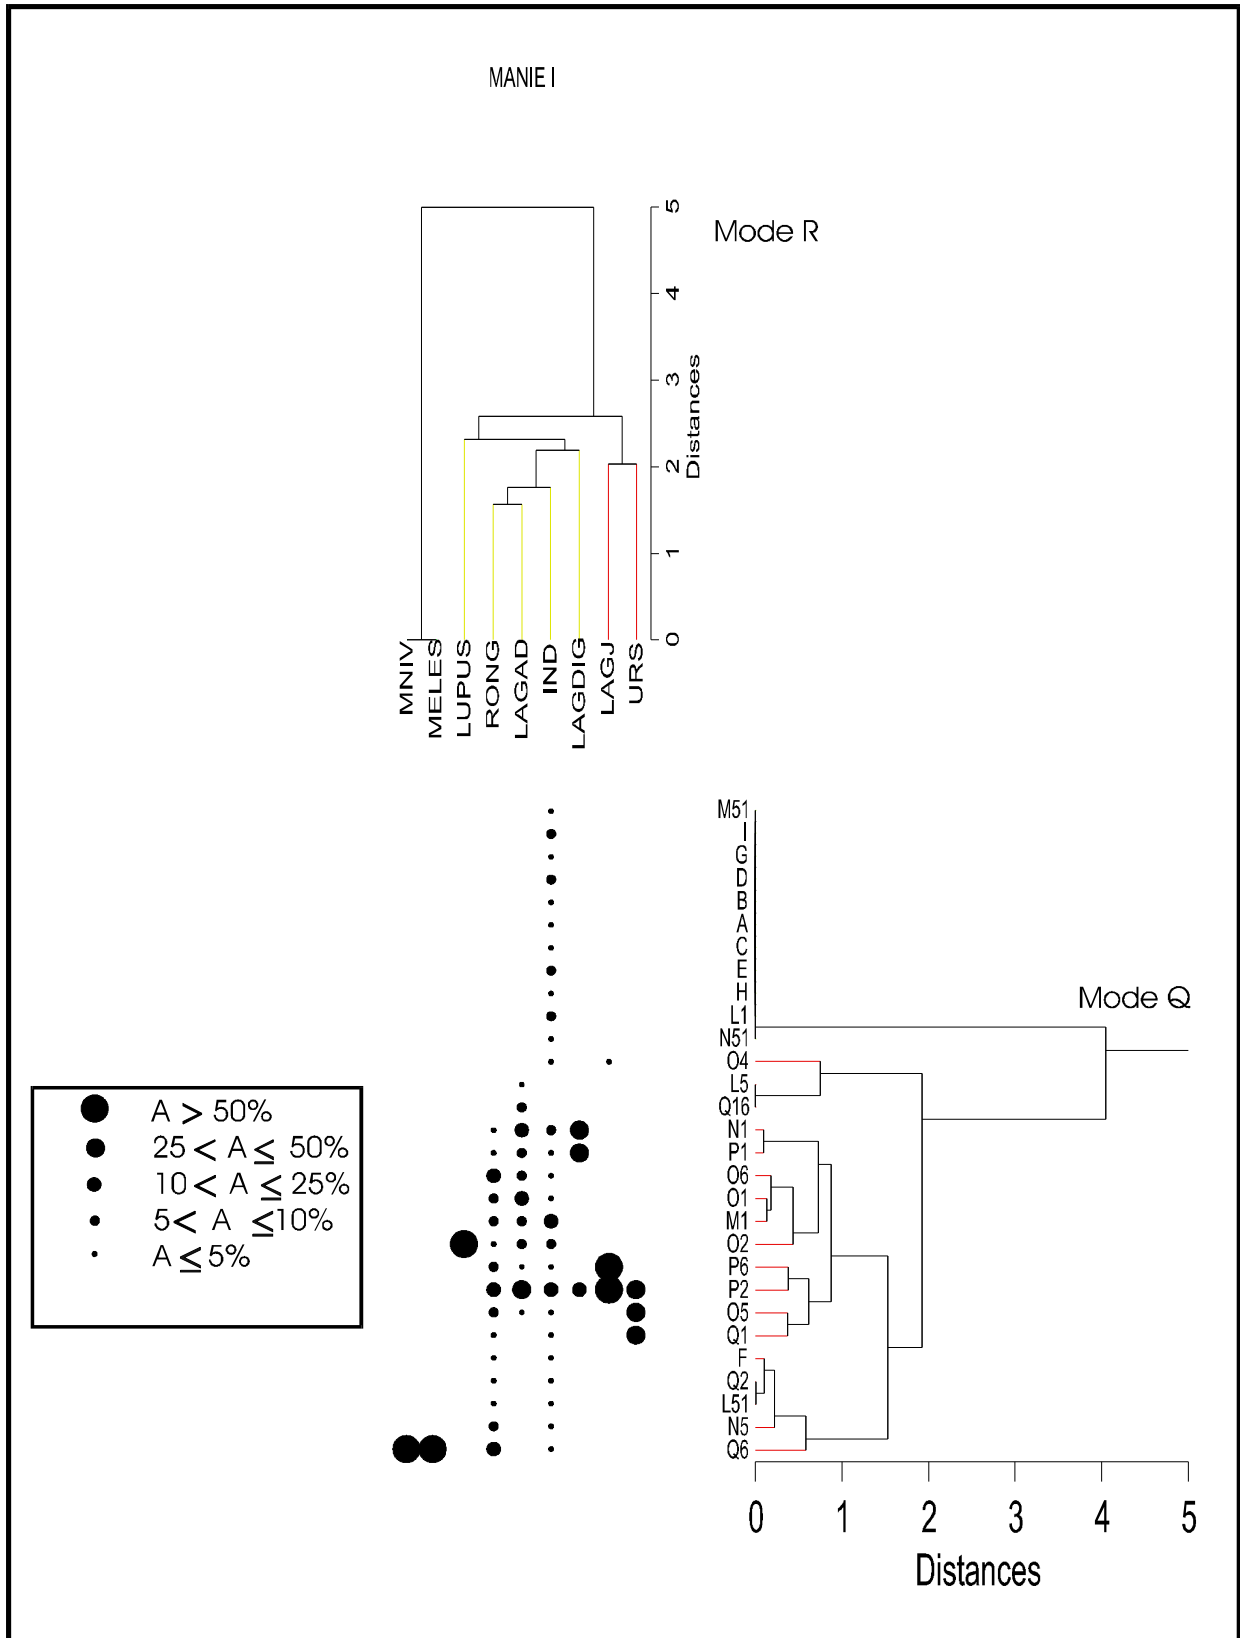 MANIE I
Mode R
5
4
3
2
1
0
Distances
MNIV
MELES
LUPUS
RONG
LAGAD
IND
LAGDIG
LAGJ
URS
M51
I
G
D
B
A
C
E
H
L1
N51
O4
L5
Q16
N1
P1
O6
O1
M1
O2
P6
P2
O5
Q1
F
Q2
L51
N5
Q6
Mode Q
A > 50%
25 < A ≤ 50%
10 < A ≤ 25%
5 < A ≤ 10%
A ≤ 5%
0 1 2 3 4 5
Distances